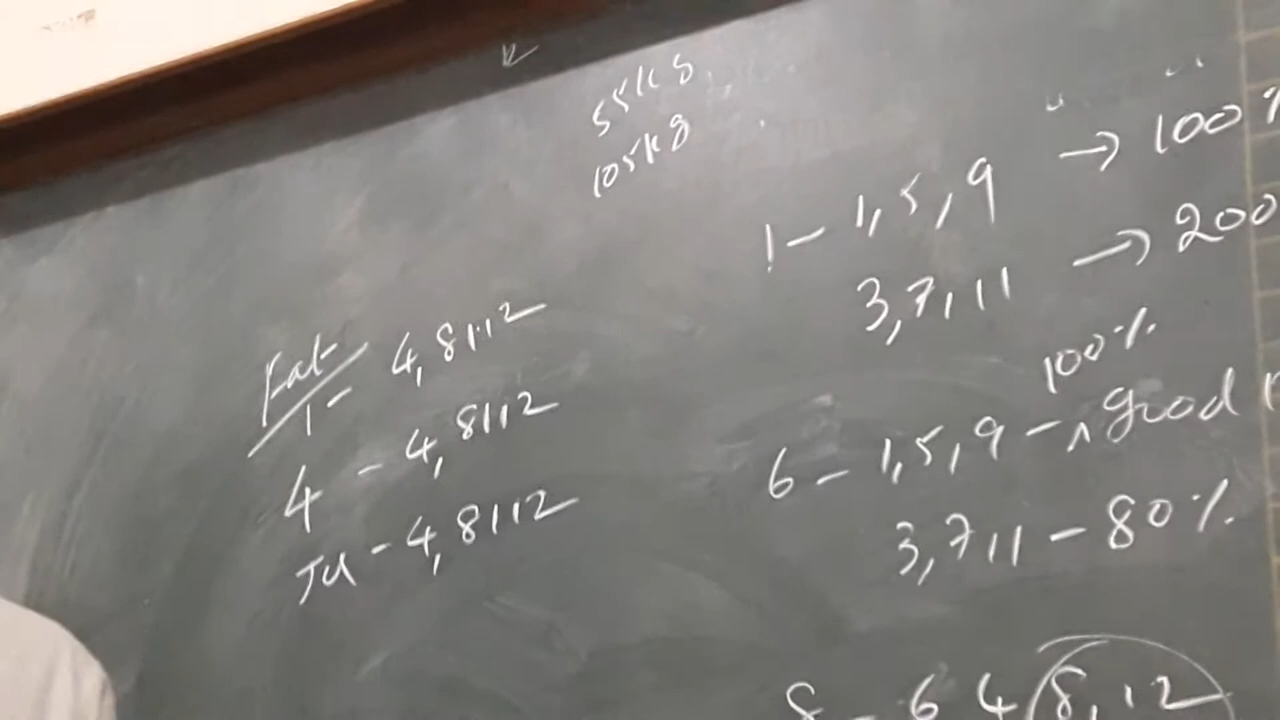 55kg
105kg
1 - 1,5,9 → 100%
3,7,11 → 200
Fat
1 - 4,8,12
4 - 4,8,12
Ju - 4,8,12
100%
6 - 1,5,9 - ^ good
3,7,11 - 80%
8 - 6 4 8,12